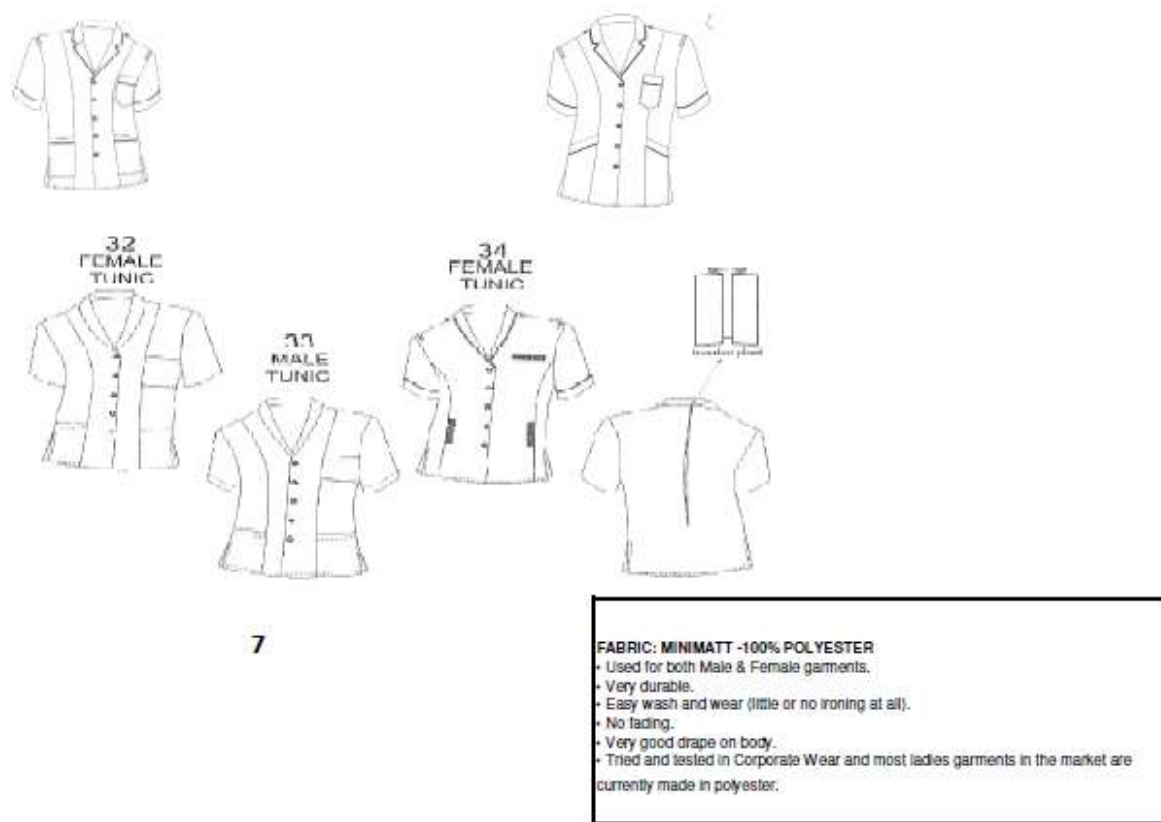 32
FEMALE
TUNIC
34
FEMALE
TUNIC
33
MALE
TUNIC
7
FABRIC: MINIMATT -100% POLYESTER
• Used for both Male & Female garments.
• Very durable.
• Easy wash and wear (little or no ironing at all).
• No fading.
• Very good drape on body.
• Tried and tested in Corporate Wear and most ladies garments in the market are
currently made in polyester.